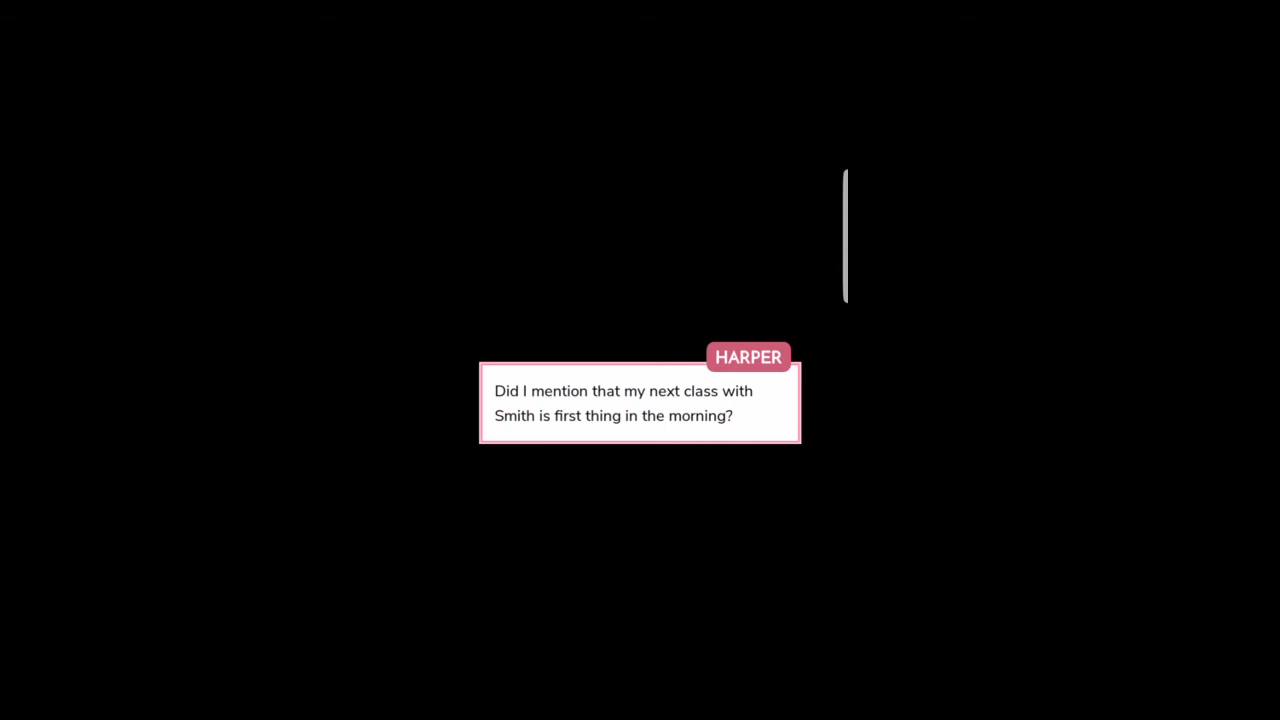 HARPER
Did I mention that my next class with
Smith is first thing in the morning?